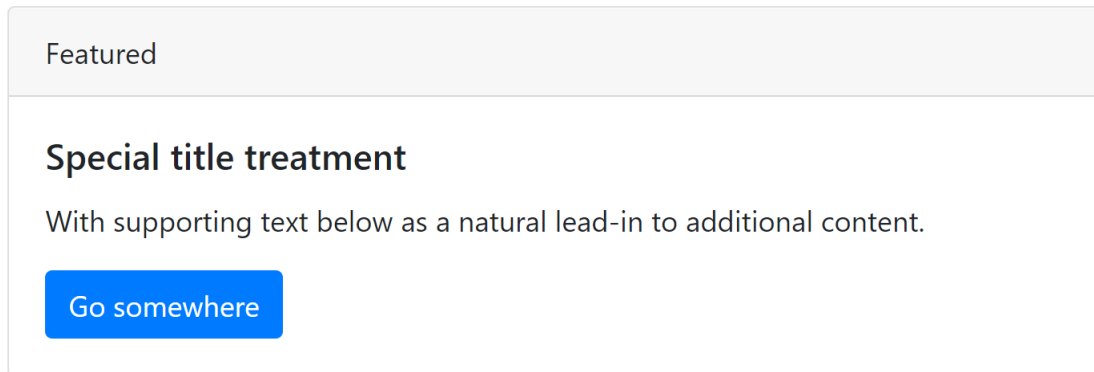 Featured
Special title treatment
With supporting text below as a natural lead-in to additional content.
Go somewhere